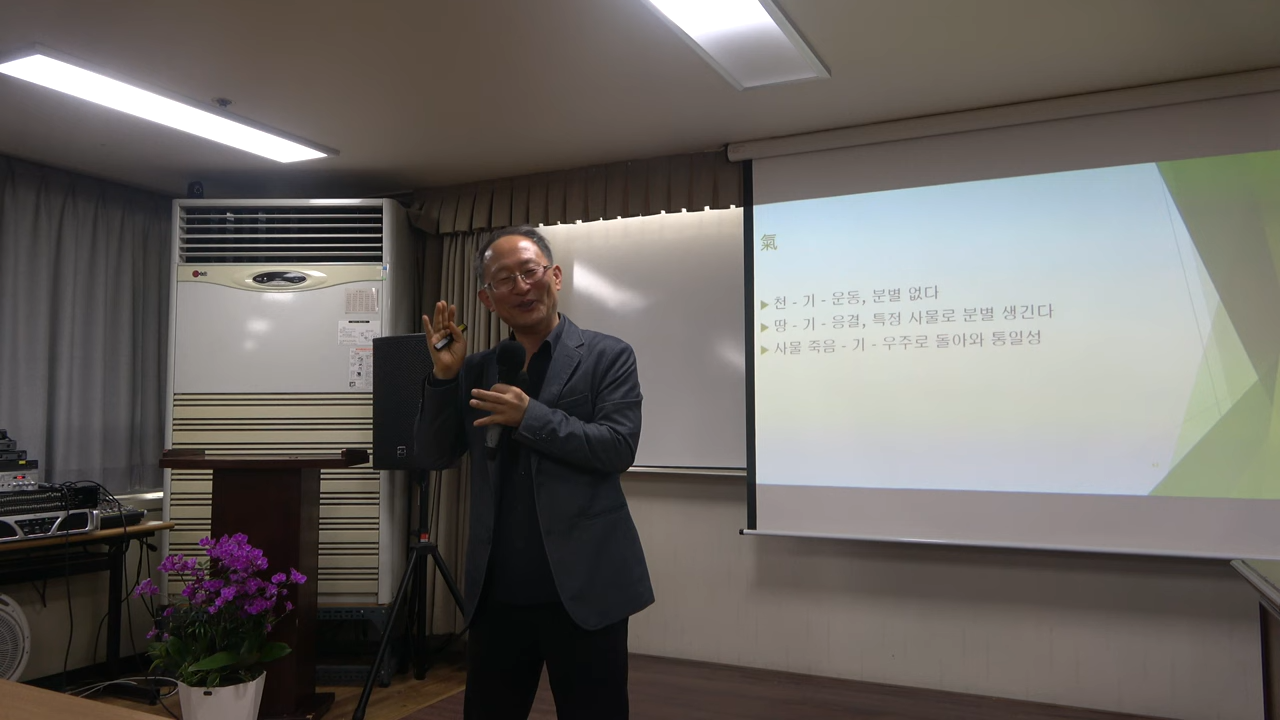 氣
천 - 기 - 운동, 분별 없다
땅 - 기 - 응결, 특정 사물로 분별 생긴다
사물 죽음 - 기 - 우주로 돌아와 통일성